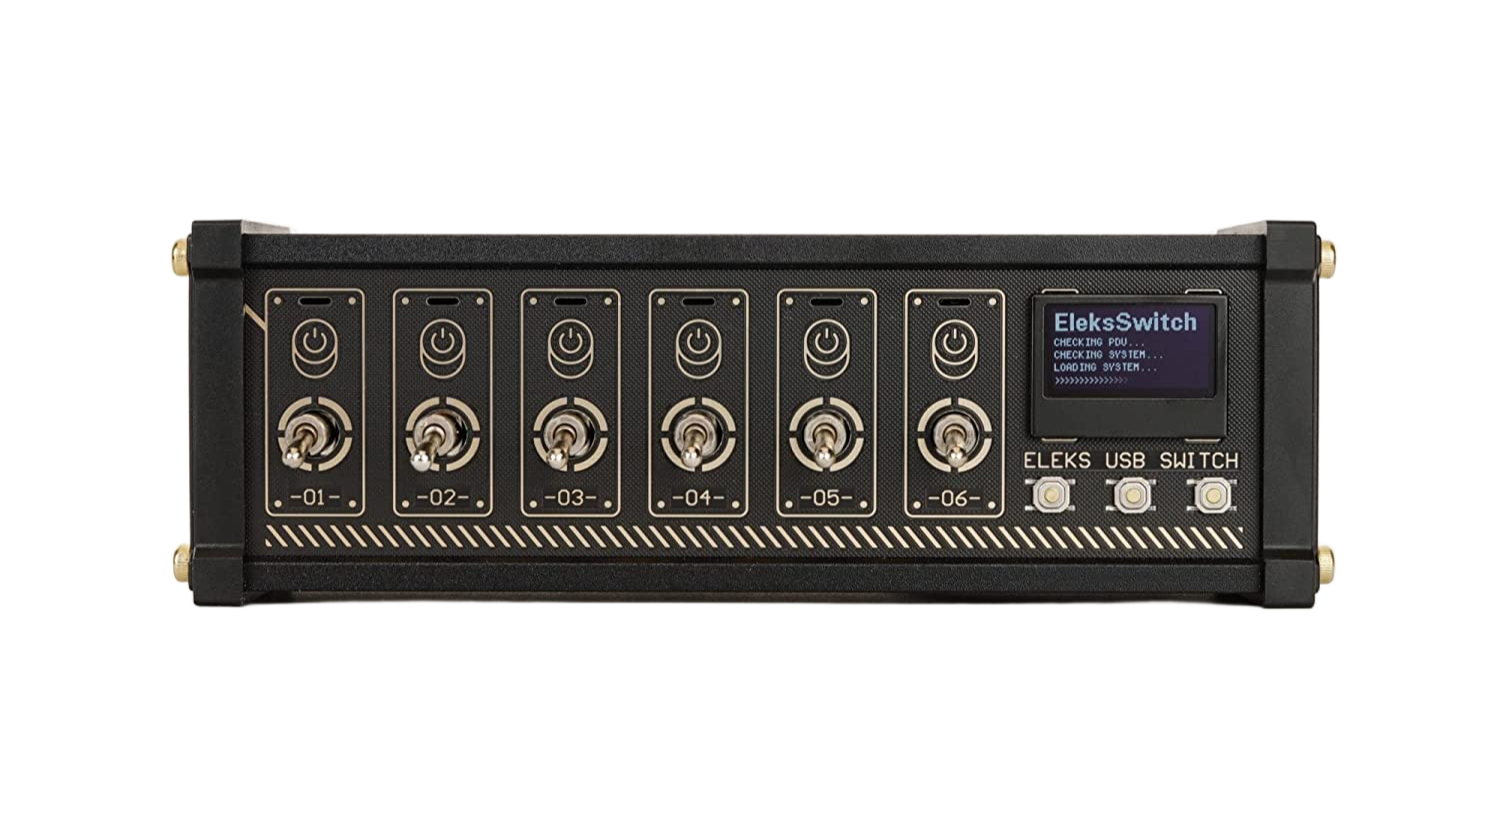 EleksSwitch
CHECKING PDU...
CHECKING SYSTEM...
LOADING SYSTEM...
>>>>>>>>>>>>>>>
ELEKS USB SWITCH
-01-
-02-
-03-
-04-
-05-
-06-